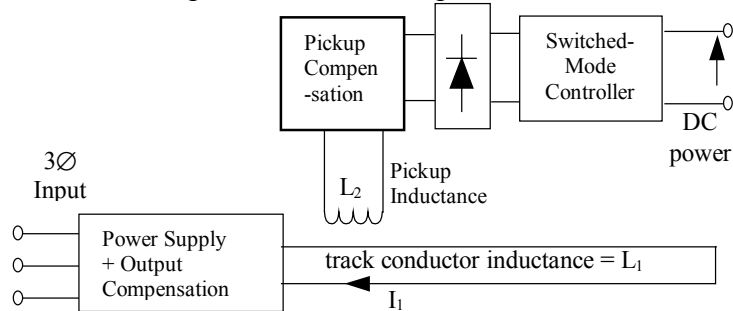 Pickup
Compen
-sation
Switched-
Mode
Controller
DC
power
3Ø
Input
L₂
Pickup
Inductance
Power Supply
+ Output
Compensation
track conductor inductance = L₁
I₁